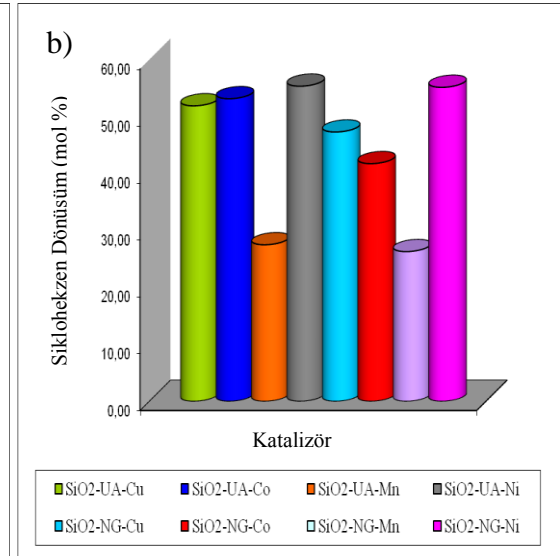 b)
Siklohekzen Dönüsüm (mol %)
60,00
50,00
40,00
30,00
20,00
10,00
0,00
Katalizör
SiO2-UA-Cu SiO2-UA-Co SiO2-UA-Mn SiO2-UA-Ni
SiO2-NG-Cu SiO2-NG-Co SiO2-NG-Mn SiO2-NG-Ni